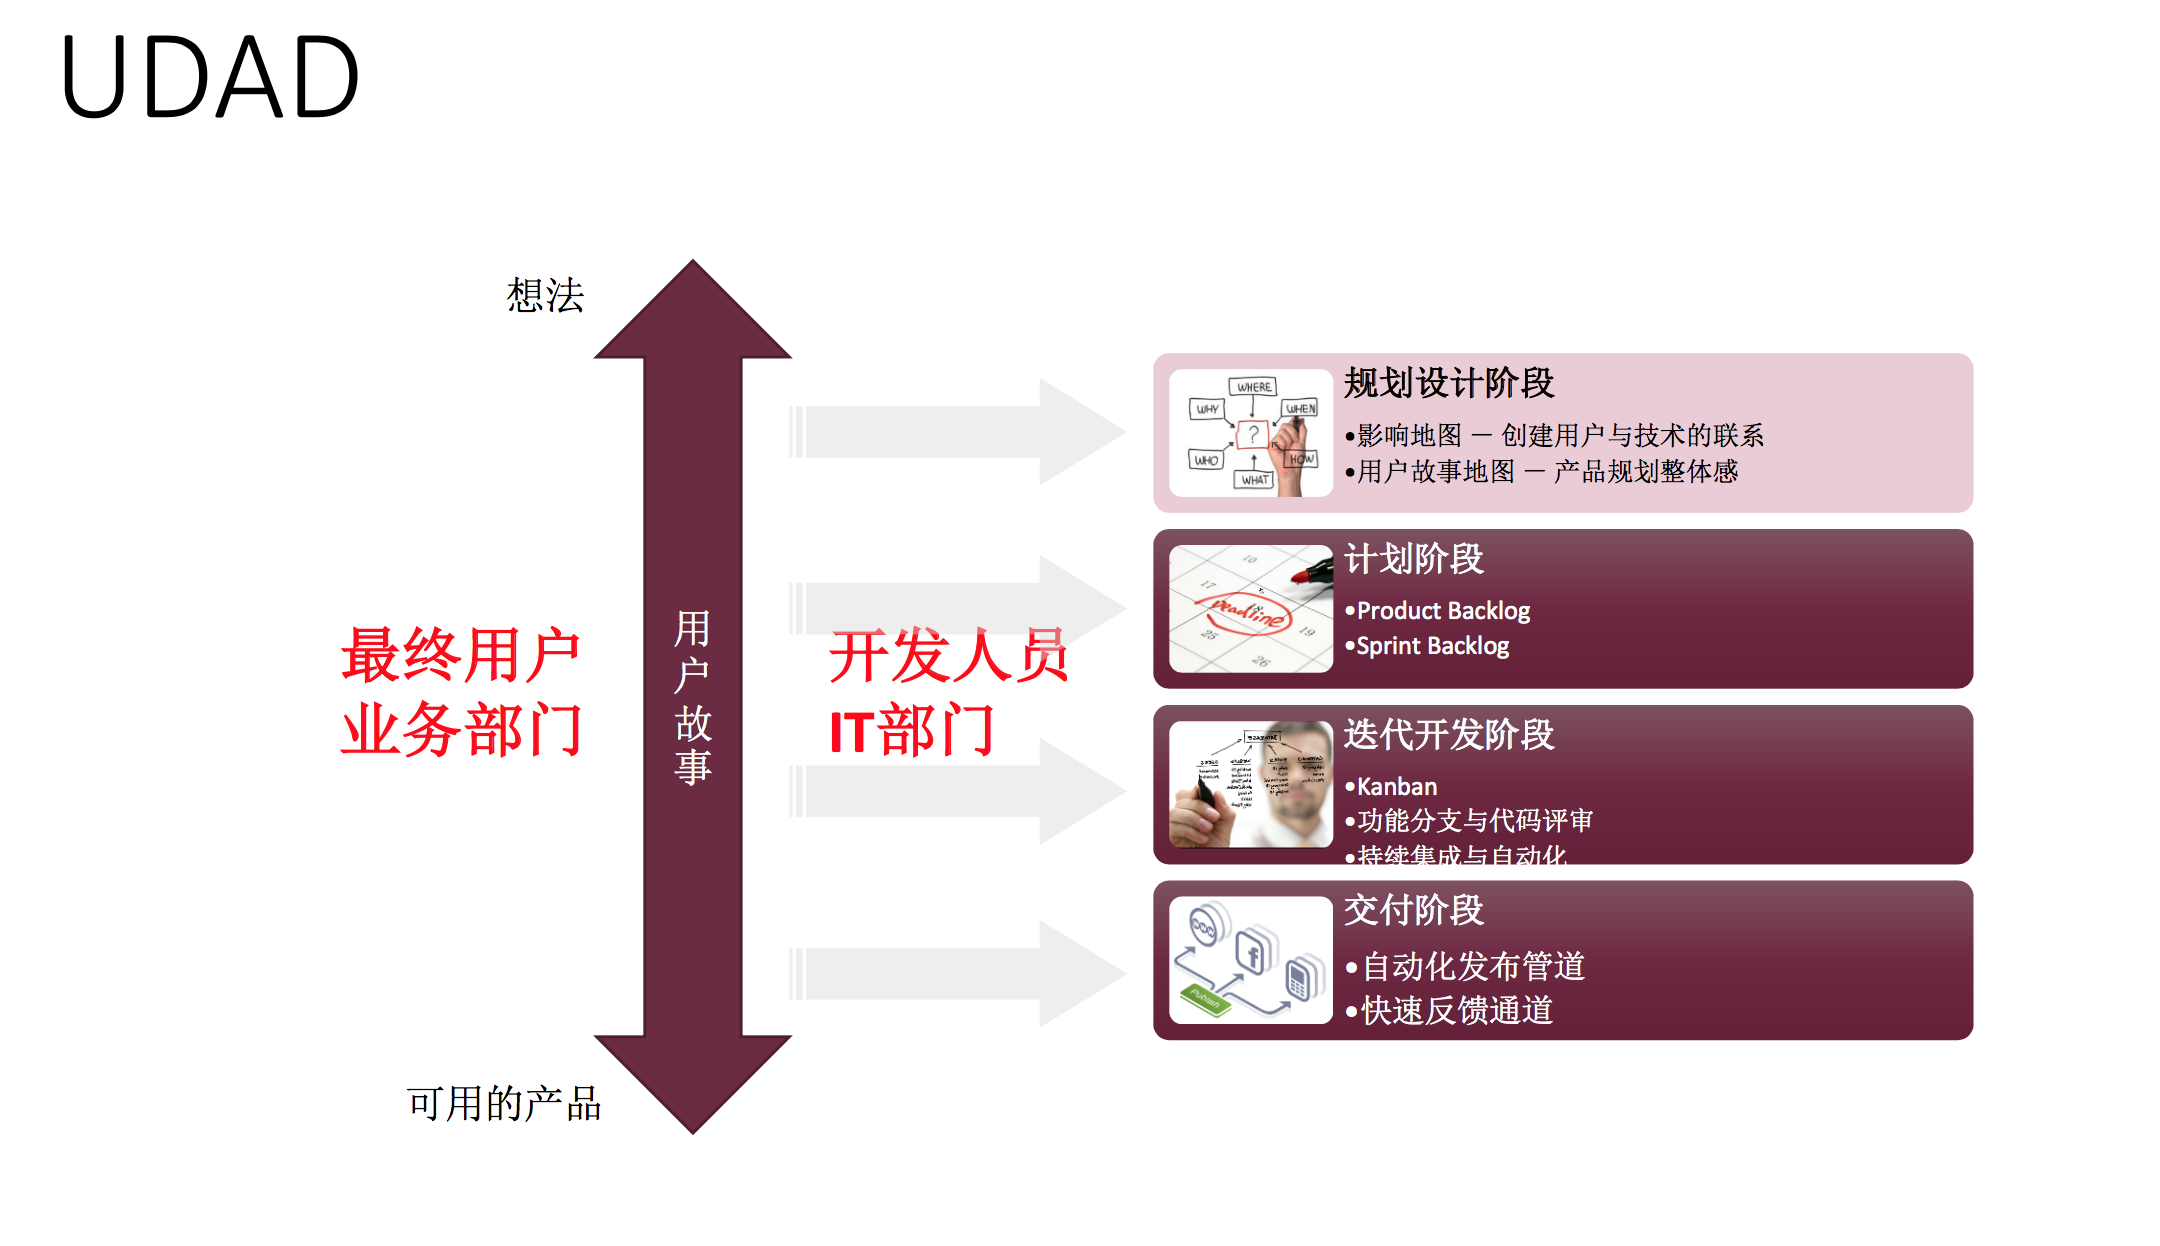 UDAD
想法
用户故事
最终用户
业务部门
开发人员
IT部门
可用的产品
规划设计阶段
•影响地图 － 创建用户与技术的联系
•用户故事地图 － 产品规划整体感
WHERE
WHY
WHEN
?
WHO
HOW
WHAT
计划阶段
•Product Backlog
•Sprint Backlog
10
17
18
deadline
25
19
26
迭代开发阶段
•Kanban
•功能分支与代码评审
•持续集成与自动化
交付阶段
•自动化发布管道
•快速反馈通道
f
Publish